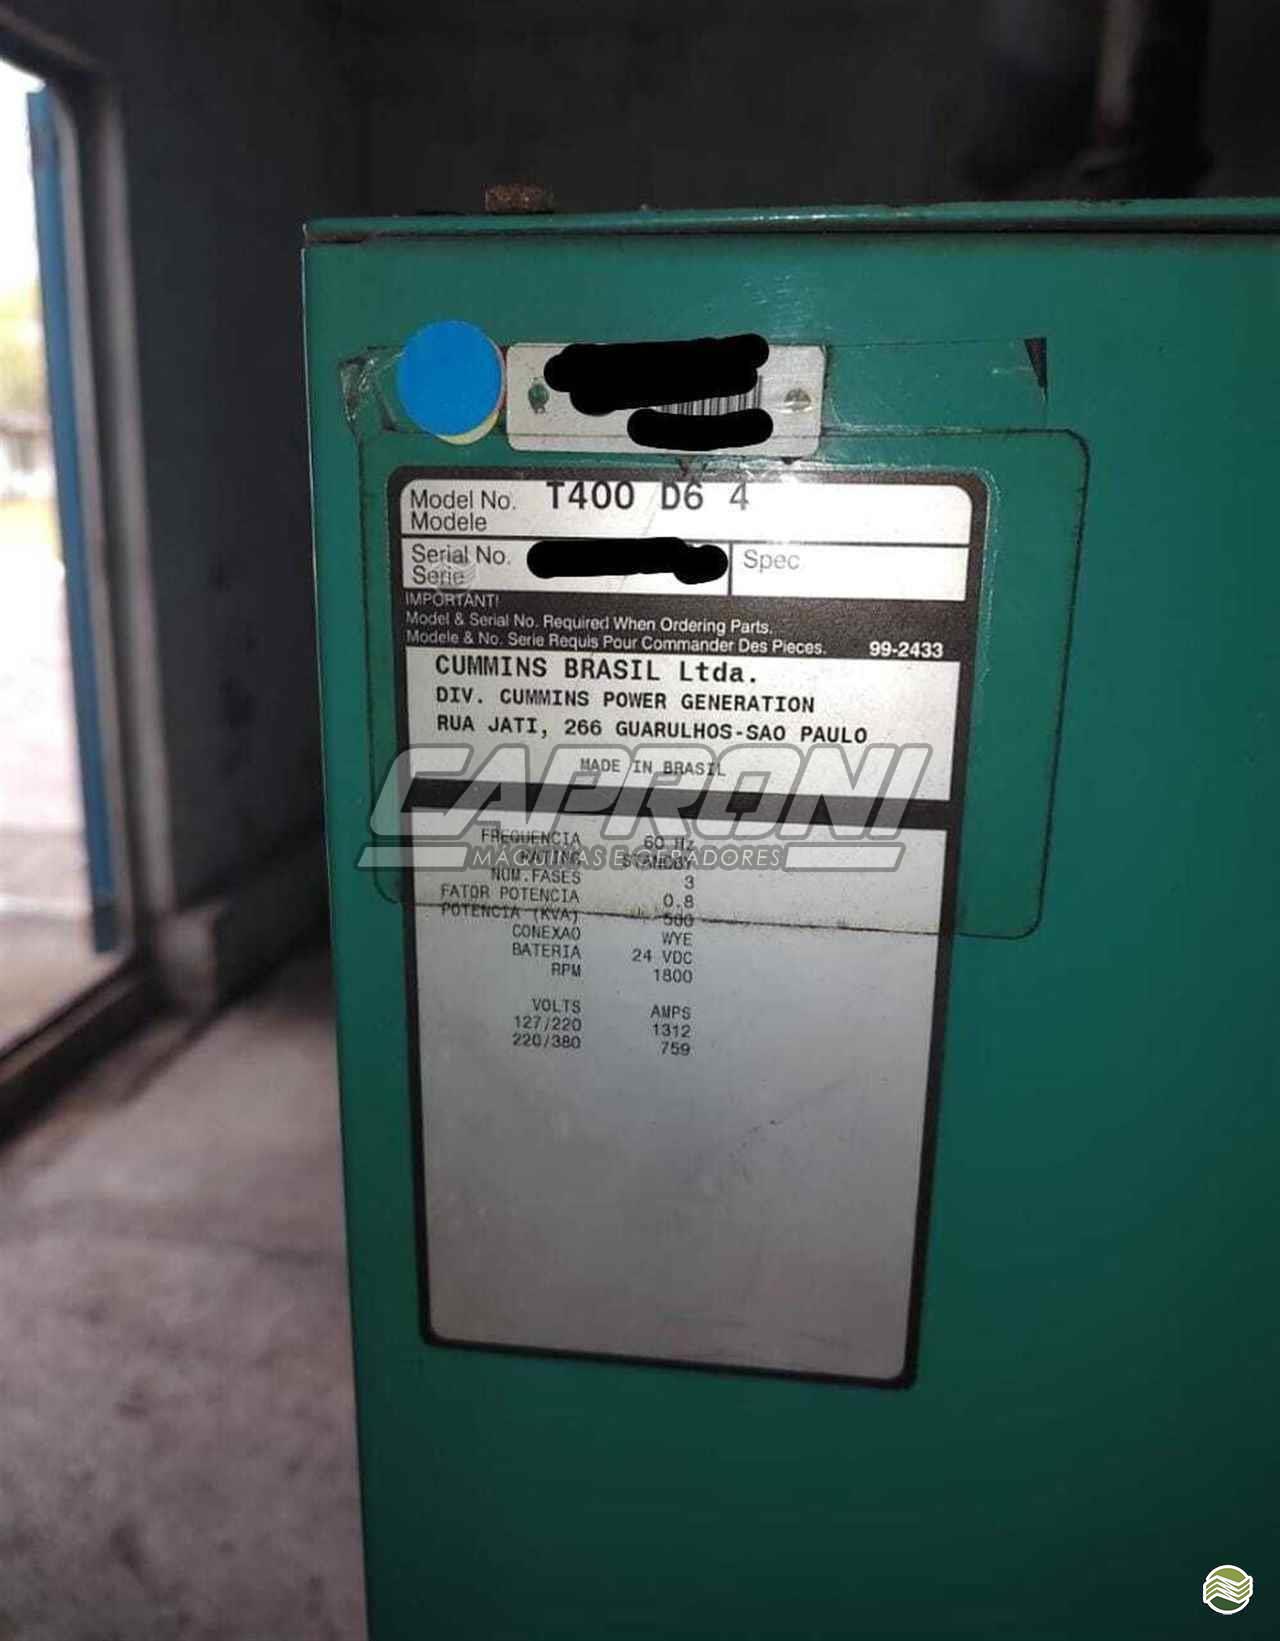 Model No. T400 D6 4
Modele
Serial No.
Serie
Spec
IMPORTANT!
Model & Serial No. Required When Ordering Parts.
Modele & No. Serie Requis Pour Commander Des Pieces. 99-2433
CUMMINS BRASIL Ltda.
DIV. CUMMINS POWER GENERATION
RUA JATI, 266 GUARULHOS-SAO PAULO
MADE IN BRASIL
CAPRONI
MÁQUINAS E GERADORES
FREQUENCIA 60 Hz
RATING STANDBY
NUM.FASES 3
FATOR POTENCIA 0.8
POTENCIA (KVA) 500
CONEXAO WYE
BATERIA 24 VDC
RPM 1800
VOLTS AMPS
127/220 1312
220/380 759